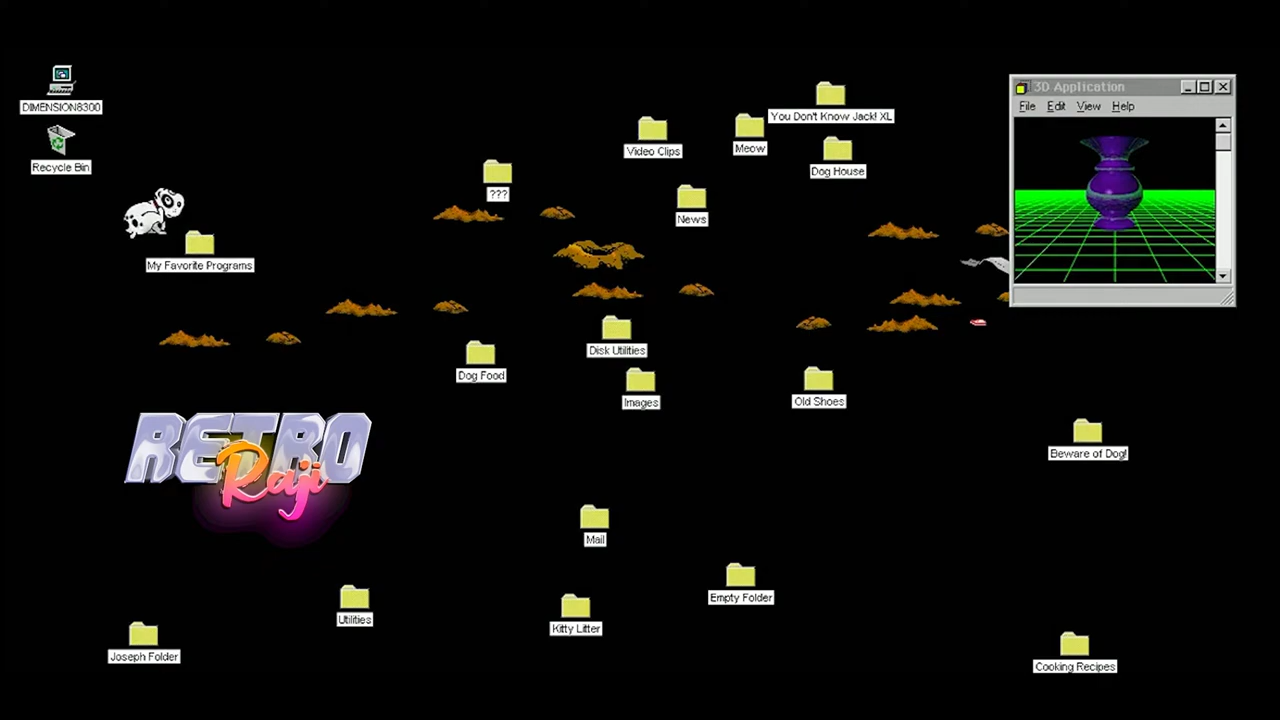 DIMENSION8300
Recycle Bin
My Favorite Programs
???
Video Clips
Meow
You Don't Know Jack! XL
Dog House
News
3D Application
File Edit View Help
Dog Food
Disk Utilities
Images
Old Shoes
Beware of Dog!
RETRO
Raji
Mail
Empty Folder
Utilities
Kitty Litter
Joseph Folder
Cooking Recipes